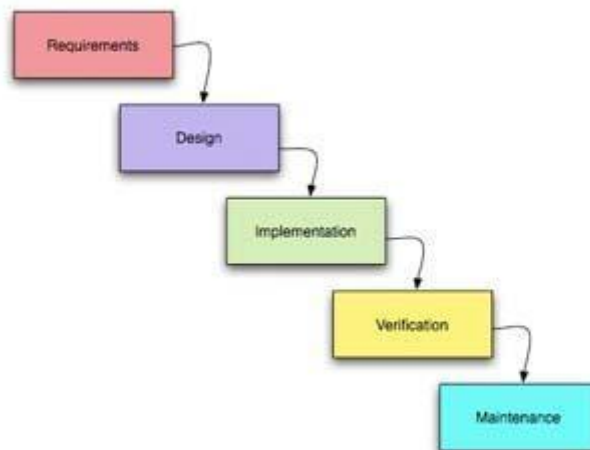 Requirements
Design
Implementation
Verification
Maintenance